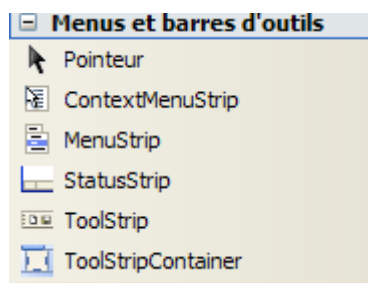 Menus et barres d'outils
Pointeur
ContextMenuStrip
MenuStrip
StatusStrip
ToolStrip
ToolStripContainer